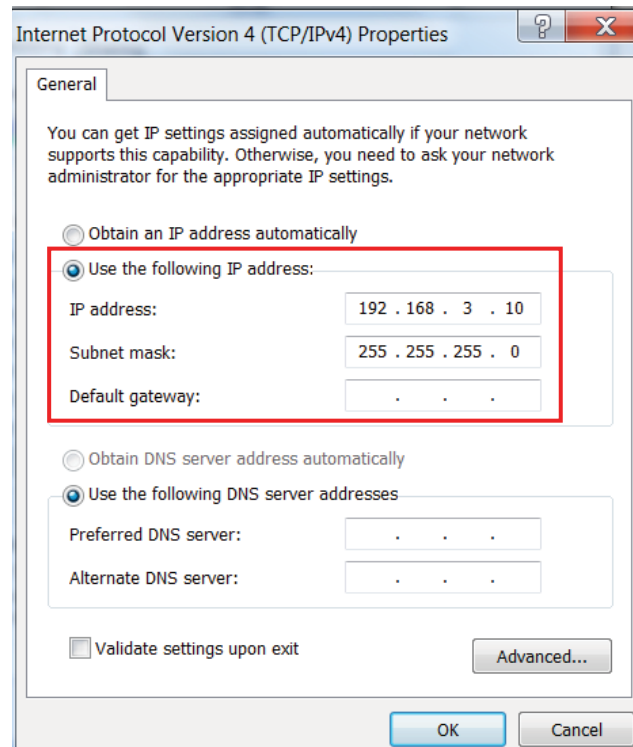 Internet Protocol Version 4 (TCP/IPv4) Properties
General
You can get IP settings assigned automatically if your network
supports this capability. Otherwise, you need to ask your network
administrator for the appropriate IP settings.
Obtain an IP address automatically
Use the following IP address:
IP address: 192 . 168 . 3 . 10
Subnet mask: 255 . 255 . 255 . 0
Default gateway: . . .
Obtain DNS server address automatically
Use the following DNS server addresses
Preferred DNS server: . . .
Alternate DNS server: . . .
Validate settings upon exit
Advanced...
OK Cancel